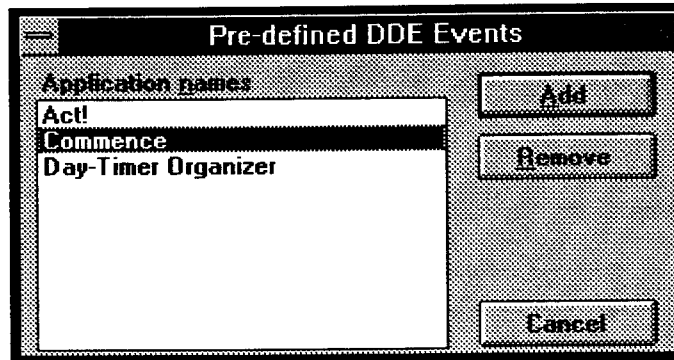 Pre-defined DDE Events
Application names
Add
Act!
Commence
Remove
Day-Timer Organizer
Cancel